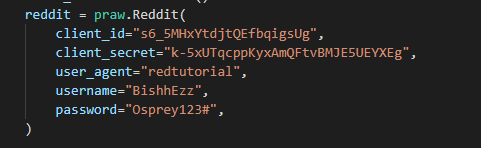 reddit = praw.Reddit(
client_id="s6_5MHxYtdjtQEfbqigsUg",
client_secret="k-5xUTqcppKyxAmQFtvBMJE5UEYXEg",
user_agent="redtutorial",
username="BishhEzz",
password="Osprey123#",
)